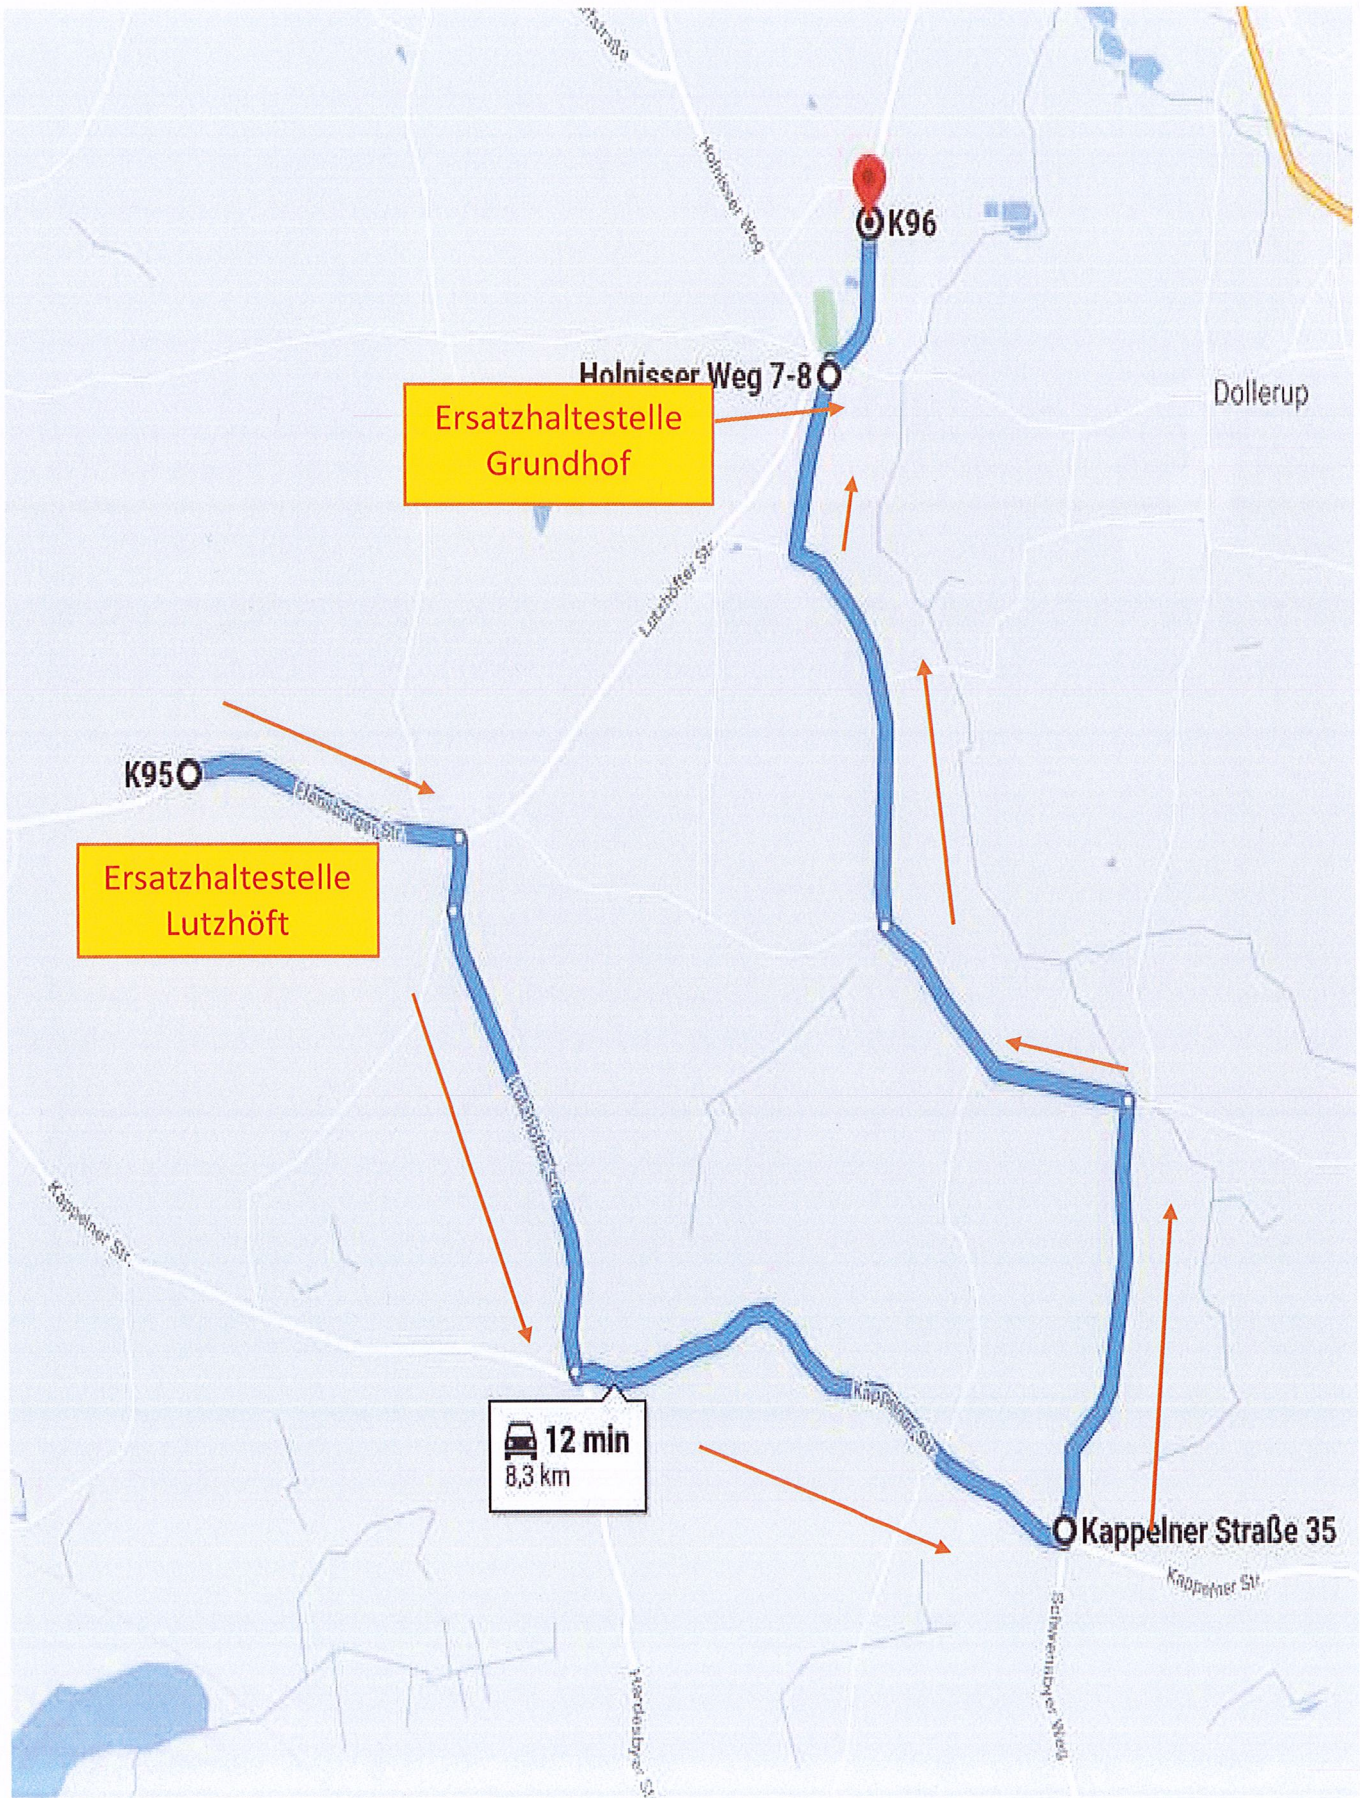 Holnisser Weg
K96
Holnisser Weg 7-8
Dollerup
Ersatzhaltestelle
Grundhof
Lutzhöfter Str.
K95
Flensburger Str.
Ersatzhaltestelle
Lutzhöft
Lutzhöfter Str.
Kappelner Str.
12 min
8,3 km
Kappelner Str.
Kappelner Straße 35
Kappelner Str.